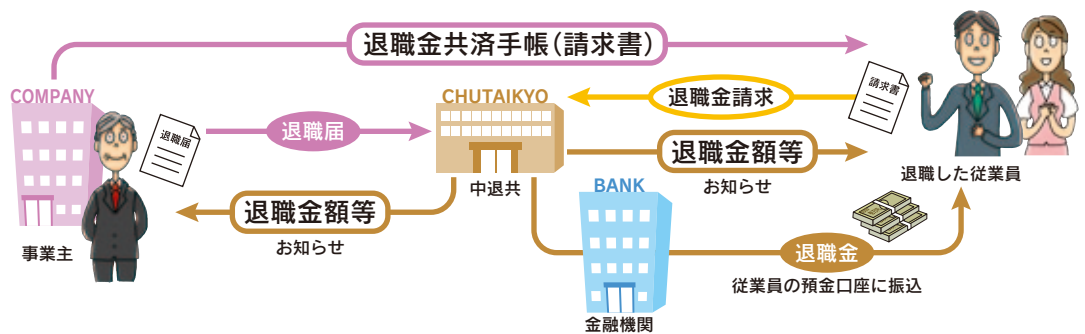 退職金共済手帳(請求書)
COMPANY
退職届
退職届
CHUTAIKYO
中退共
退職金請求
請求書
退職した従業員
退職金額等
お知らせ
退職金額等
お知らせ
事業主
BANK
金融機関
退職金
従業員の預金口座に振込